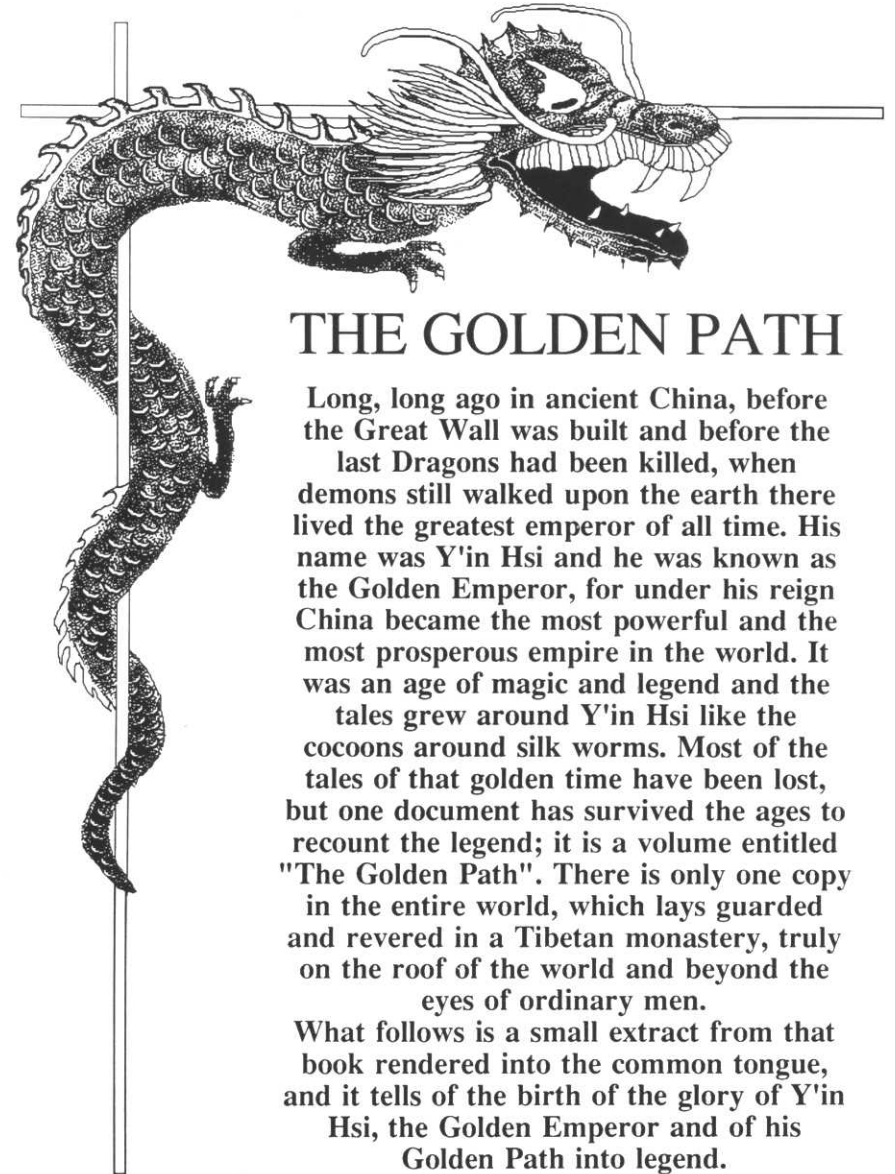 THE GOLDEN PATH
Long, long ago in ancient China, before
the Great Wall was built and before the
last Dragons had been killed, when
demons still walked upon the earth there
lived the greatest emperor of all time. His
name was Y'in Hsi and he was known as
the Golden Emperor, for under his reign
China became the most powerful and the
most prosperous empire in the world. It
was an age of magic and legend and the
tales grew around Y'in Hsi like the
cocoons around silk worms. Most of the
tales of that golden time have been lost,
but one document has survived the ages to
recount the legend; it is a volume entitled
"The Golden Path". There is only one copy
in the entire world, which lays guarded
and revered in a Tibetan monastery, truly
on the roof of the world and beyond the
eyes of ordinary men.
What follows is a small extract from that
book rendered into the common tongue,
and it tells of the birth of the glory of Y'in
Hsi, the Golden Emperor and of his
Golden Path into legend.